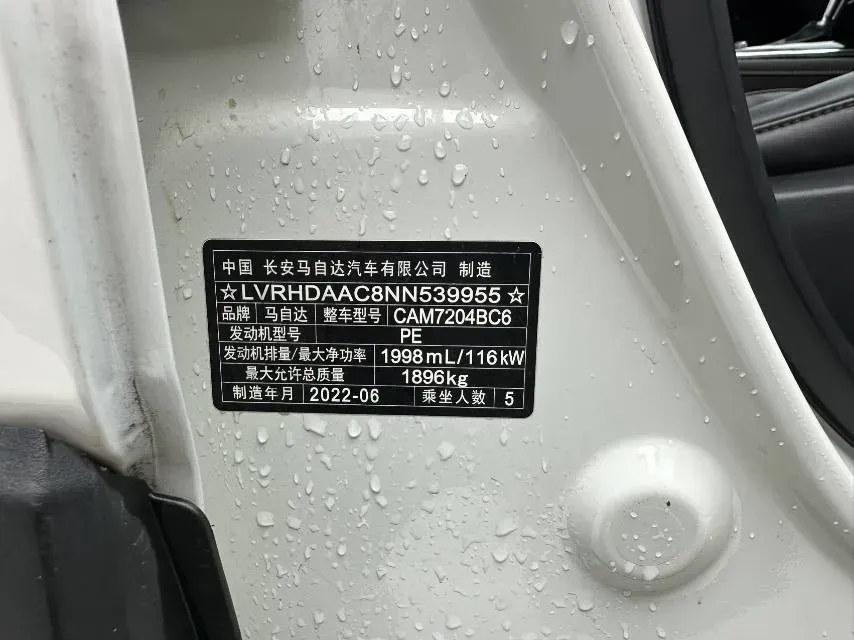 中国 长安马自达汽车有限公司 制造
☆LVRHDAAC8NN539955☆
品牌 马自达 整车型号 CAM7204BC6
发动机型号 PE
发动机排量/最大净功率 1998mL/116kW
最大允许总质量 1896kg
制造年月 2022-06 乘坐人数 5